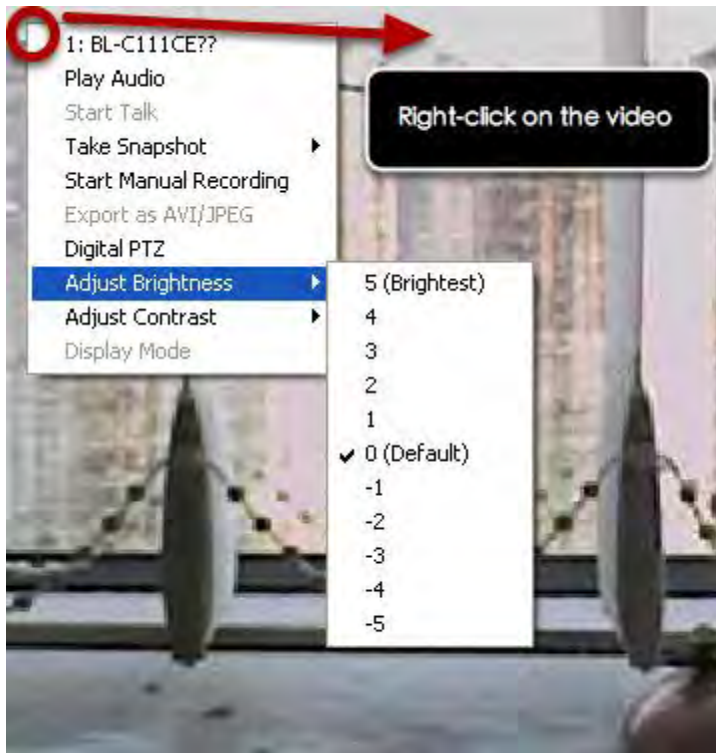 1: BL-C111CE??
Play Audio
Start Talk
Take Snapshot
Start Manual Recording
Export as AVI/JPEG
Digital PTZ
Adjust Brightness
Adjust Contrast
Display Mode
Right-click on the video
5 (Brightest)
4
3
2
1
0 (Default)
-1
-2
-3
-4
-5